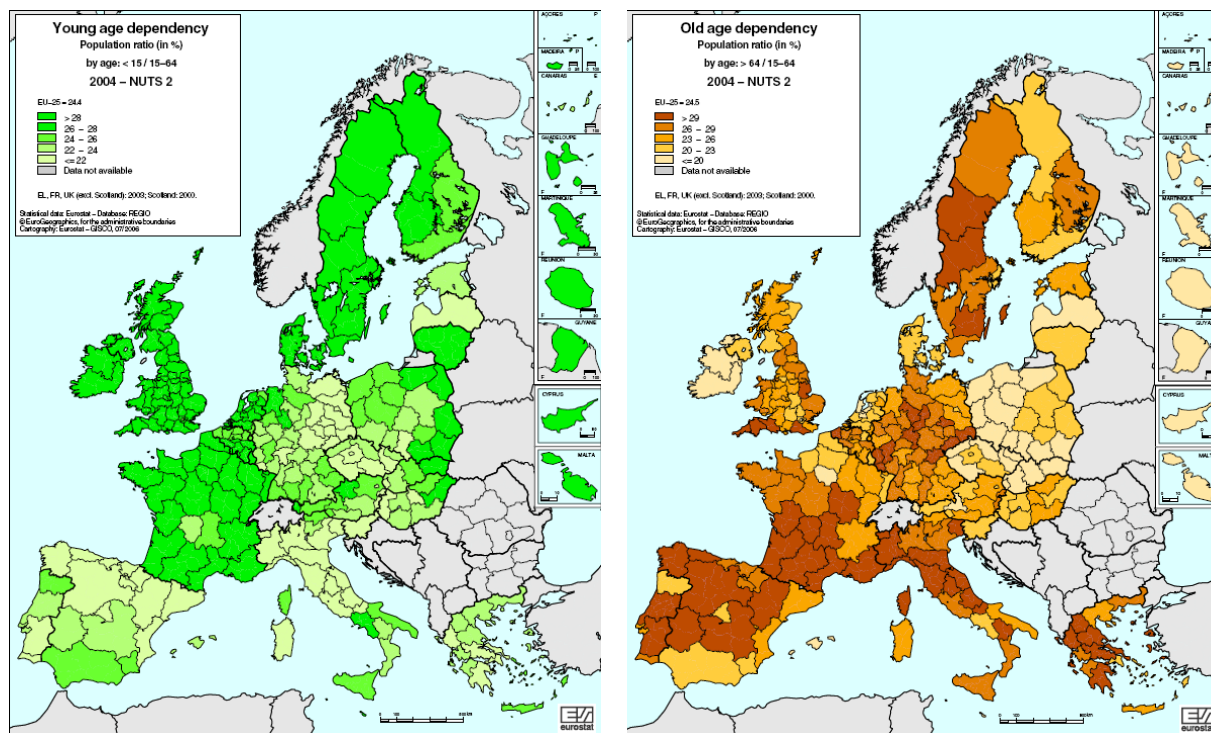 Young age dependency
Population ratio (in %)
by age: < 15 / 15–64
2004 – NUTS 2
EU-25 = 24.4
> 28
26 – 28
24 – 26
22 – 24
<= 22
Data not available
EL, FR, UK (excl. Scotland): 2003; Scotland: 2000.
Statistical data: Eurostat – Database: REGIO
© EuroGeographics, for the administrative boundaries
Cartography: Eurostat – GISCO, 07/2006
AÇORES P
MADEIRA P
CANARIAS E
GUADELOUPE
F
MARTINIQUE
F
REUNION
F
GUYANE
F
CYPRUS
MALTA
eurostat
Old age dependency
Population ratio (in %)
by age: > 64 / 15–64
2004 – NUTS 2
EU-25 = 24.5
> 29
26 – 29
23 – 26
20 – 23
<= 20
Data not available
EL, FR, UK (excl. Scotland): 2003; Scotland: 2000.
Statistical data: Eurostat – Database: REGIO
© EuroGeographics, for the administrative boundaries
Cartography: Eurostat – GISCO, 07/2006
AÇORES P
MADEIRA P
CANARIAS E
GUADELOUPE
F
MARTINIQUE
F
REUNION
F
GUYANE
F
CYPRUS
MALTA
eurostat